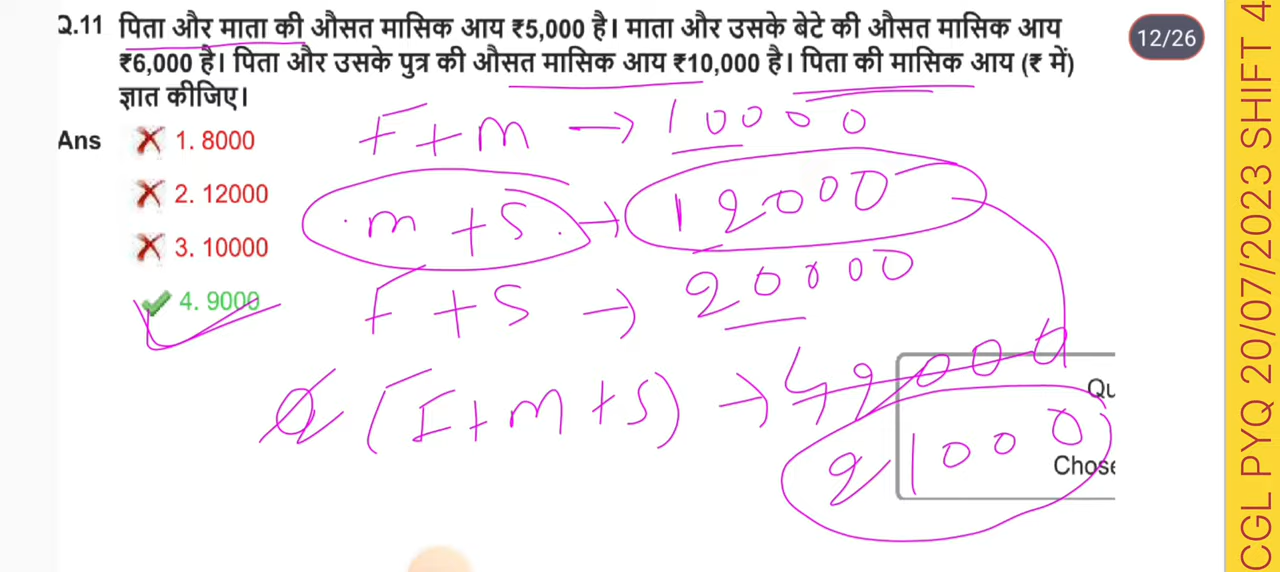 Q.11 पिता और माता की औसत मासिक आय ₹5,000 है। माता और उसके बेटे की औसत मासिक आय
₹6,000 है। पिता और उसके पुत्र की औसत मासिक आय ₹10,000 है। पिता की मासिक आय (₹ में)
ज्ञात कीजिए।
12/26
Ans
1. 8000
2. 12000
3. 10000
4. 9000
F+m → 10000
m+S → 12000
F+S → 20000
2(F+m+S) → 42000
21000
Qu
Chose
CGL PYQ 20/07/2023 SHIFT 4